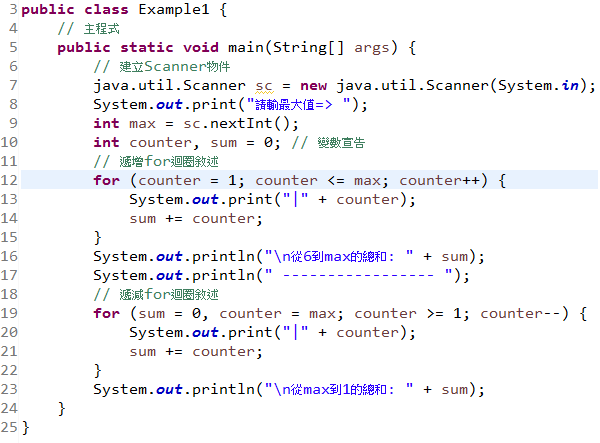 3 public class Example1 {
4 // 主程式
5 public static void main(String[] args) {
6 // 建立Scanner物件
7 java.util.Scanner sc = new java.util.Scanner(System.in);
8 System.out.print("請輸最大值=> ");
9 int max = sc.nextInt();
10 int counter, sum = 0; // 變數宣告
11 // 遞增for迴圈敘述
12 for (counter = 1; counter <= max; counter++) {
13 System.out.print("|" + counter);
14 sum += counter;
15 }
16 System.out.println("\n從6到max的總和: " + sum);
17 System.out.println(" ----------------- ");
18 // 遞減for迴圈敘述
19 for (sum = 0, counter = max; counter >= 1; counter--) {
20 System.out.print("|" + counter);
21 sum += counter;
22 }
23 System.out.println("\n從max到1的總和: " + sum);
24 }
25 }